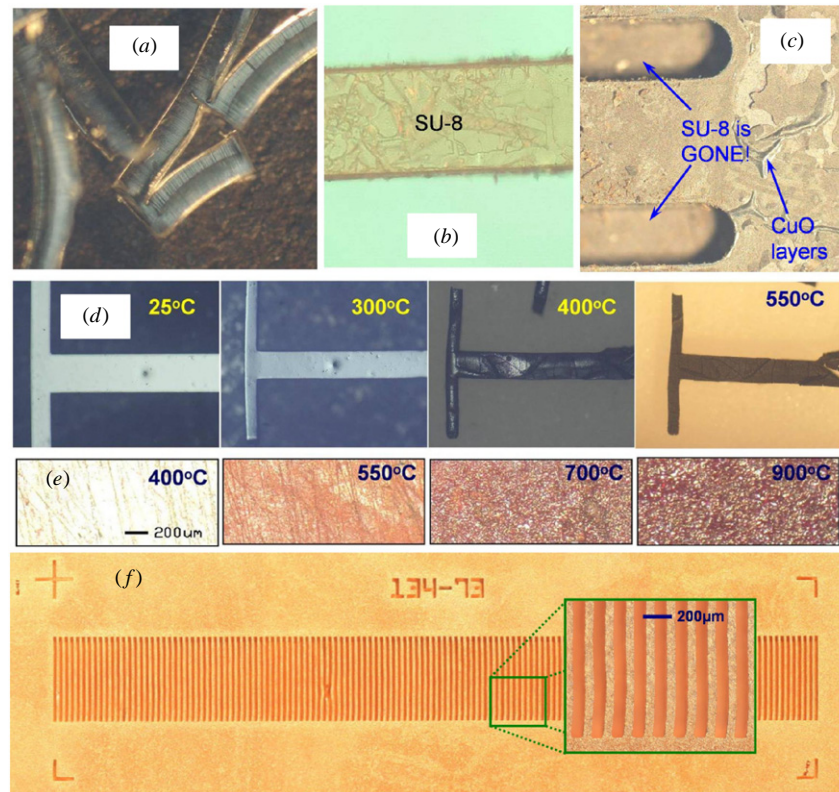 (a)
(b)
SU-8
(c)
SU-8 is
GONE!
CuO
layers
(d)
25°C
300°C
400°C
550°C
(e)
400°C
200um
550°C
700°C
900°C
(f)
134-73
200µm